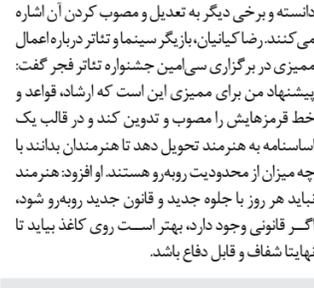 دانسته و برخی دیگر به تعدیل و مصوب کردن آن اشاره
می‌کنند. رضا کیانیان، بازیگر سینما و تئاتر درباره اعمال
ممیزی در برگزاری سی‌امین جشنواره تئاتر فجر گفت:
پیشنهاد من برای ممیزی این است که ارشاد، قواعد و
خط قرمزهایش را مصوب و تدوین کند و در قالب یک
اساسنامه به هنرمند تحویل دهد تا هنرمندان بدانند با
چه میزان از محدودیت روبه‌رو هستند. او افزود: هنرمند
نباید هر روز با جلوه جدید و قانون جدید روبه‌رو شود،
اگر قانونی وجود دارد، بهتر است روی کاغذ بیاید تا
نهایتا شفاف و قابل دفاع باشد.